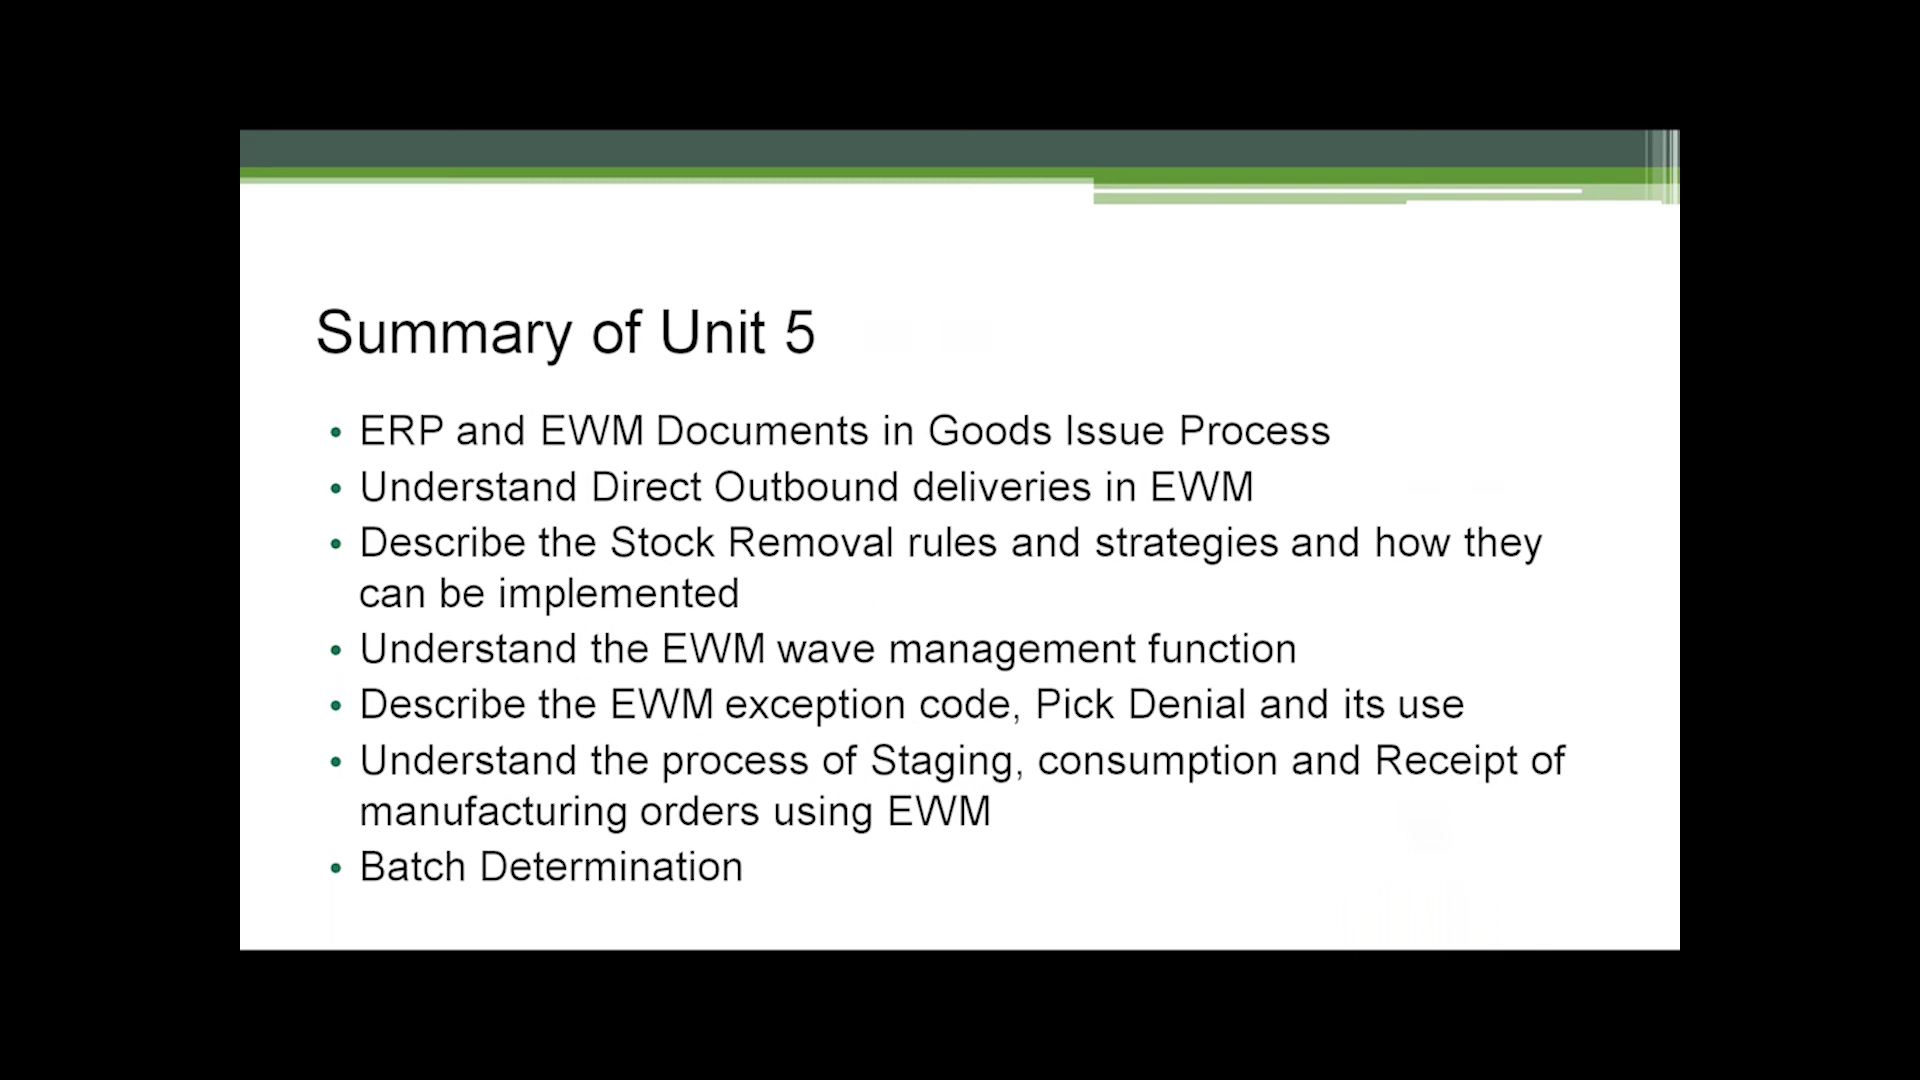 Summary of Unit 5
• ERP and EWM Documents in Goods Issue Process
• Understand Direct Outbound deliveries in EWM
• Describe the Stock Removal rules and strategies and how they
can be implemented
• Understand the EWM wave management function
• Describe the EWM exception code, Pick Denial and its use
• Understand the process of Staging, consumption and Receipt of
manufacturing orders using EWM
• Batch Determination